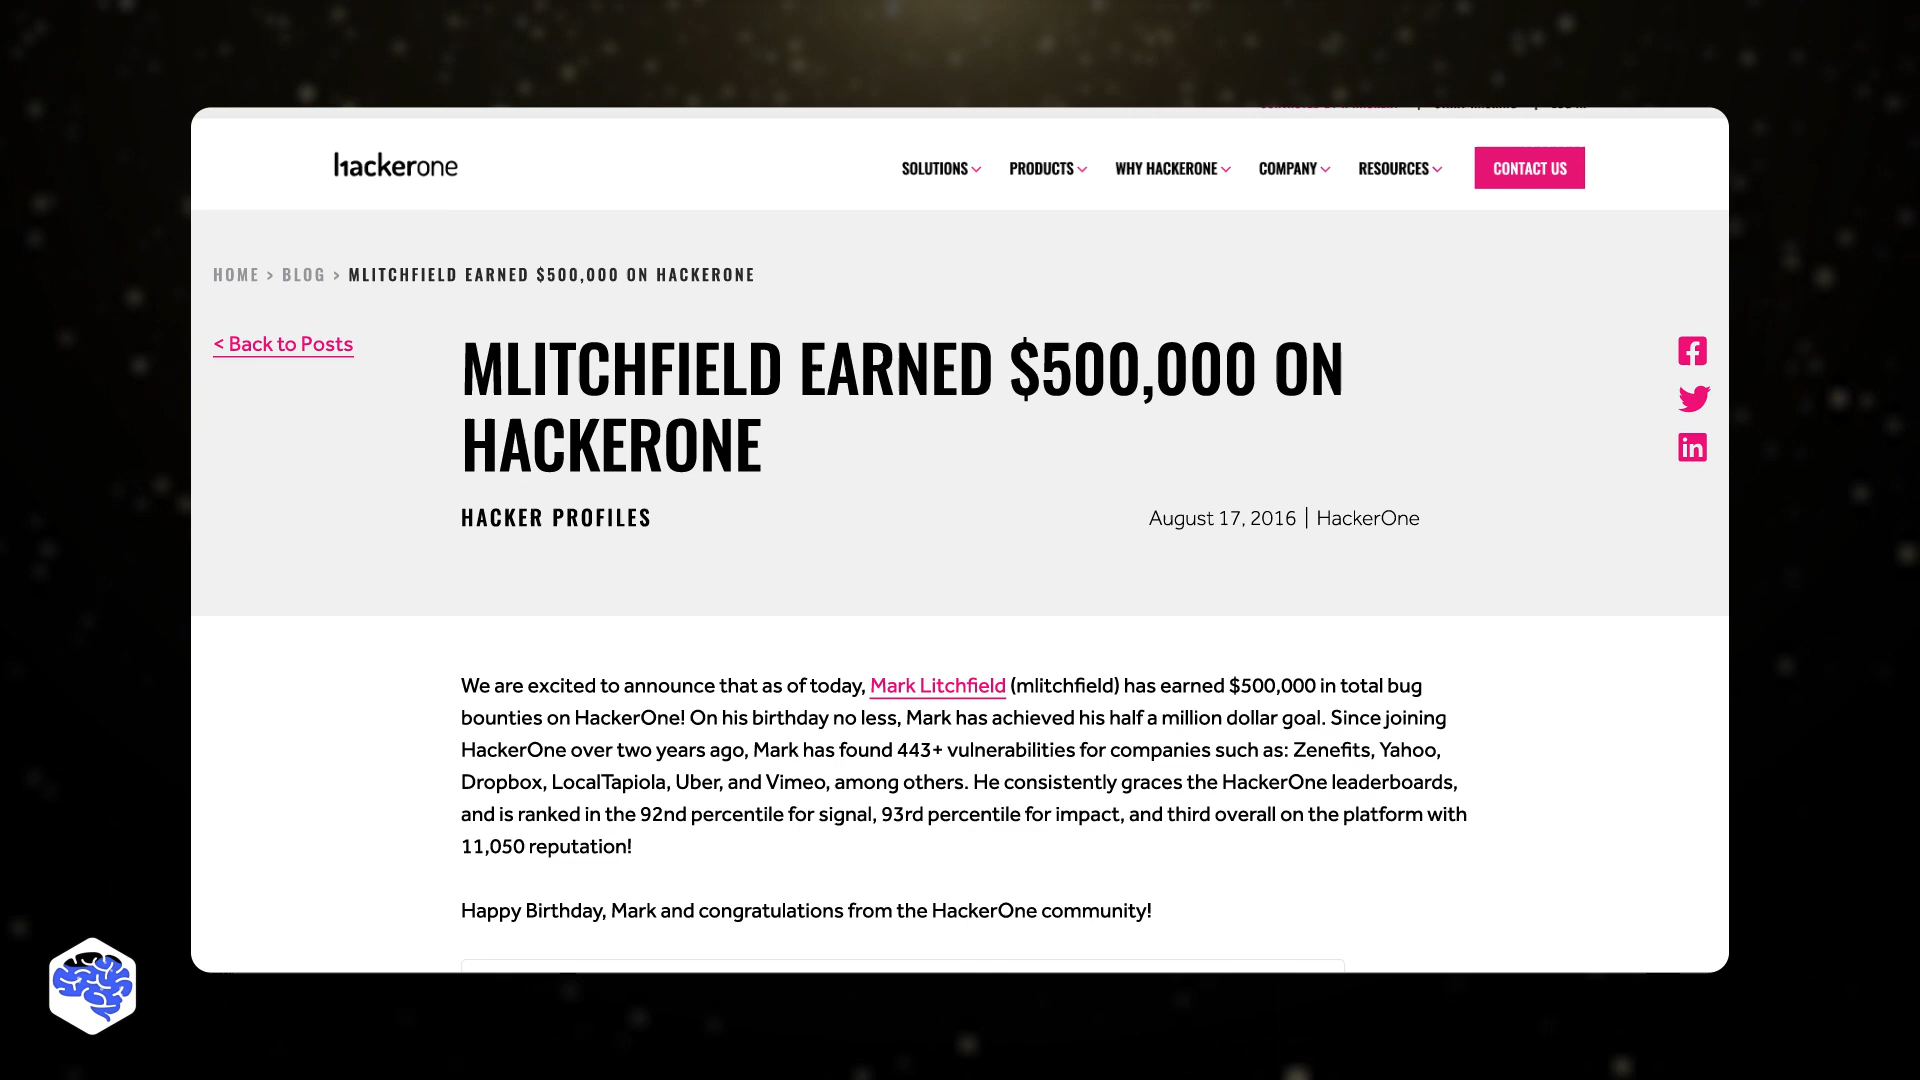 hackerone
SOLUTIONS
PRODUCTS
WHY HACKERONE
COMPANY
RESOURCES
CONTACT US
HOME > BLOG > MLITCHFIELD EARNED $500,000 ON HACKERONE
< Back to Posts
MLITCHFIELD EARNED $500,000 ON
HACKERONE
HACKER PROFILES
August 17, 2016 | HackerOne
We are excited to announce that as of today, Mark Litchfield (mlitchfield) has earned $500,000 in total bug
bounties on HackerOne! On his birthday no less, Mark has achieved his half a million dollar goal. Since joining
HackerOne over two years ago, Mark has found 443+ vulnerabilities for companies such as: Zenefits, Yahoo,
Dropbox, LocalTapiola, Uber, and Vimeo, among others. He consistently graces the HackerOne leaderboards,
and is ranked in the 92nd percentile for signal, 93rd percentile for impact, and third overall on the platform with
11,050 reputation!
Happy Birthday, Mark and congratulations from the HackerOne community!